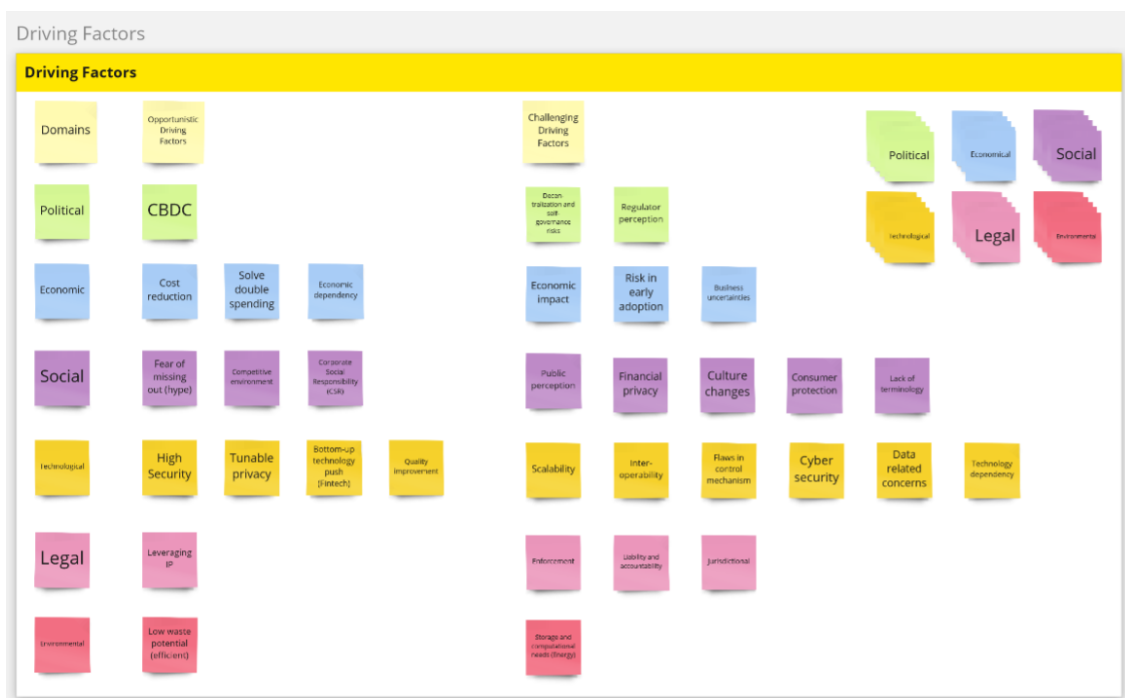 Driving Factors
Driving Factors
Domains
Opportunistic
Driving
Factors
Challenging
Driving
Factors
Political
Economical
Social
Technological
Legal
Environmental
Political
CBDC
Decen
tralization and
self-
governance
risks
Regulator
perception
Economic
Cost
reduction
Solve
double
spending
Economic
dependency
Economic
impact
Risk in
early
adoption
Business
uncertainties
Social
Fear of
missing
out (hype)
Competitive
environment
Corporate
Social
Responsibility
(CSR)
Public
perception
Financial
privacy
Culture
changes
Consumer
protection
Lack of
terminology
Technological
High
Security
Tunable
privacy
Bottom-up
technology
push
(Fintech)
Quality
improvement
Scalability
Inter-
operability
Flaws in
control
mechanism
Cyber
security
Data
related
concerns
Technology
dependency
Legal
Leveraging
IP
Enforcement
Liability and
accountability
Jurisdictional
Environmental
Low waste
potential
(efficient)
Storage and
computational
needs (Energy)